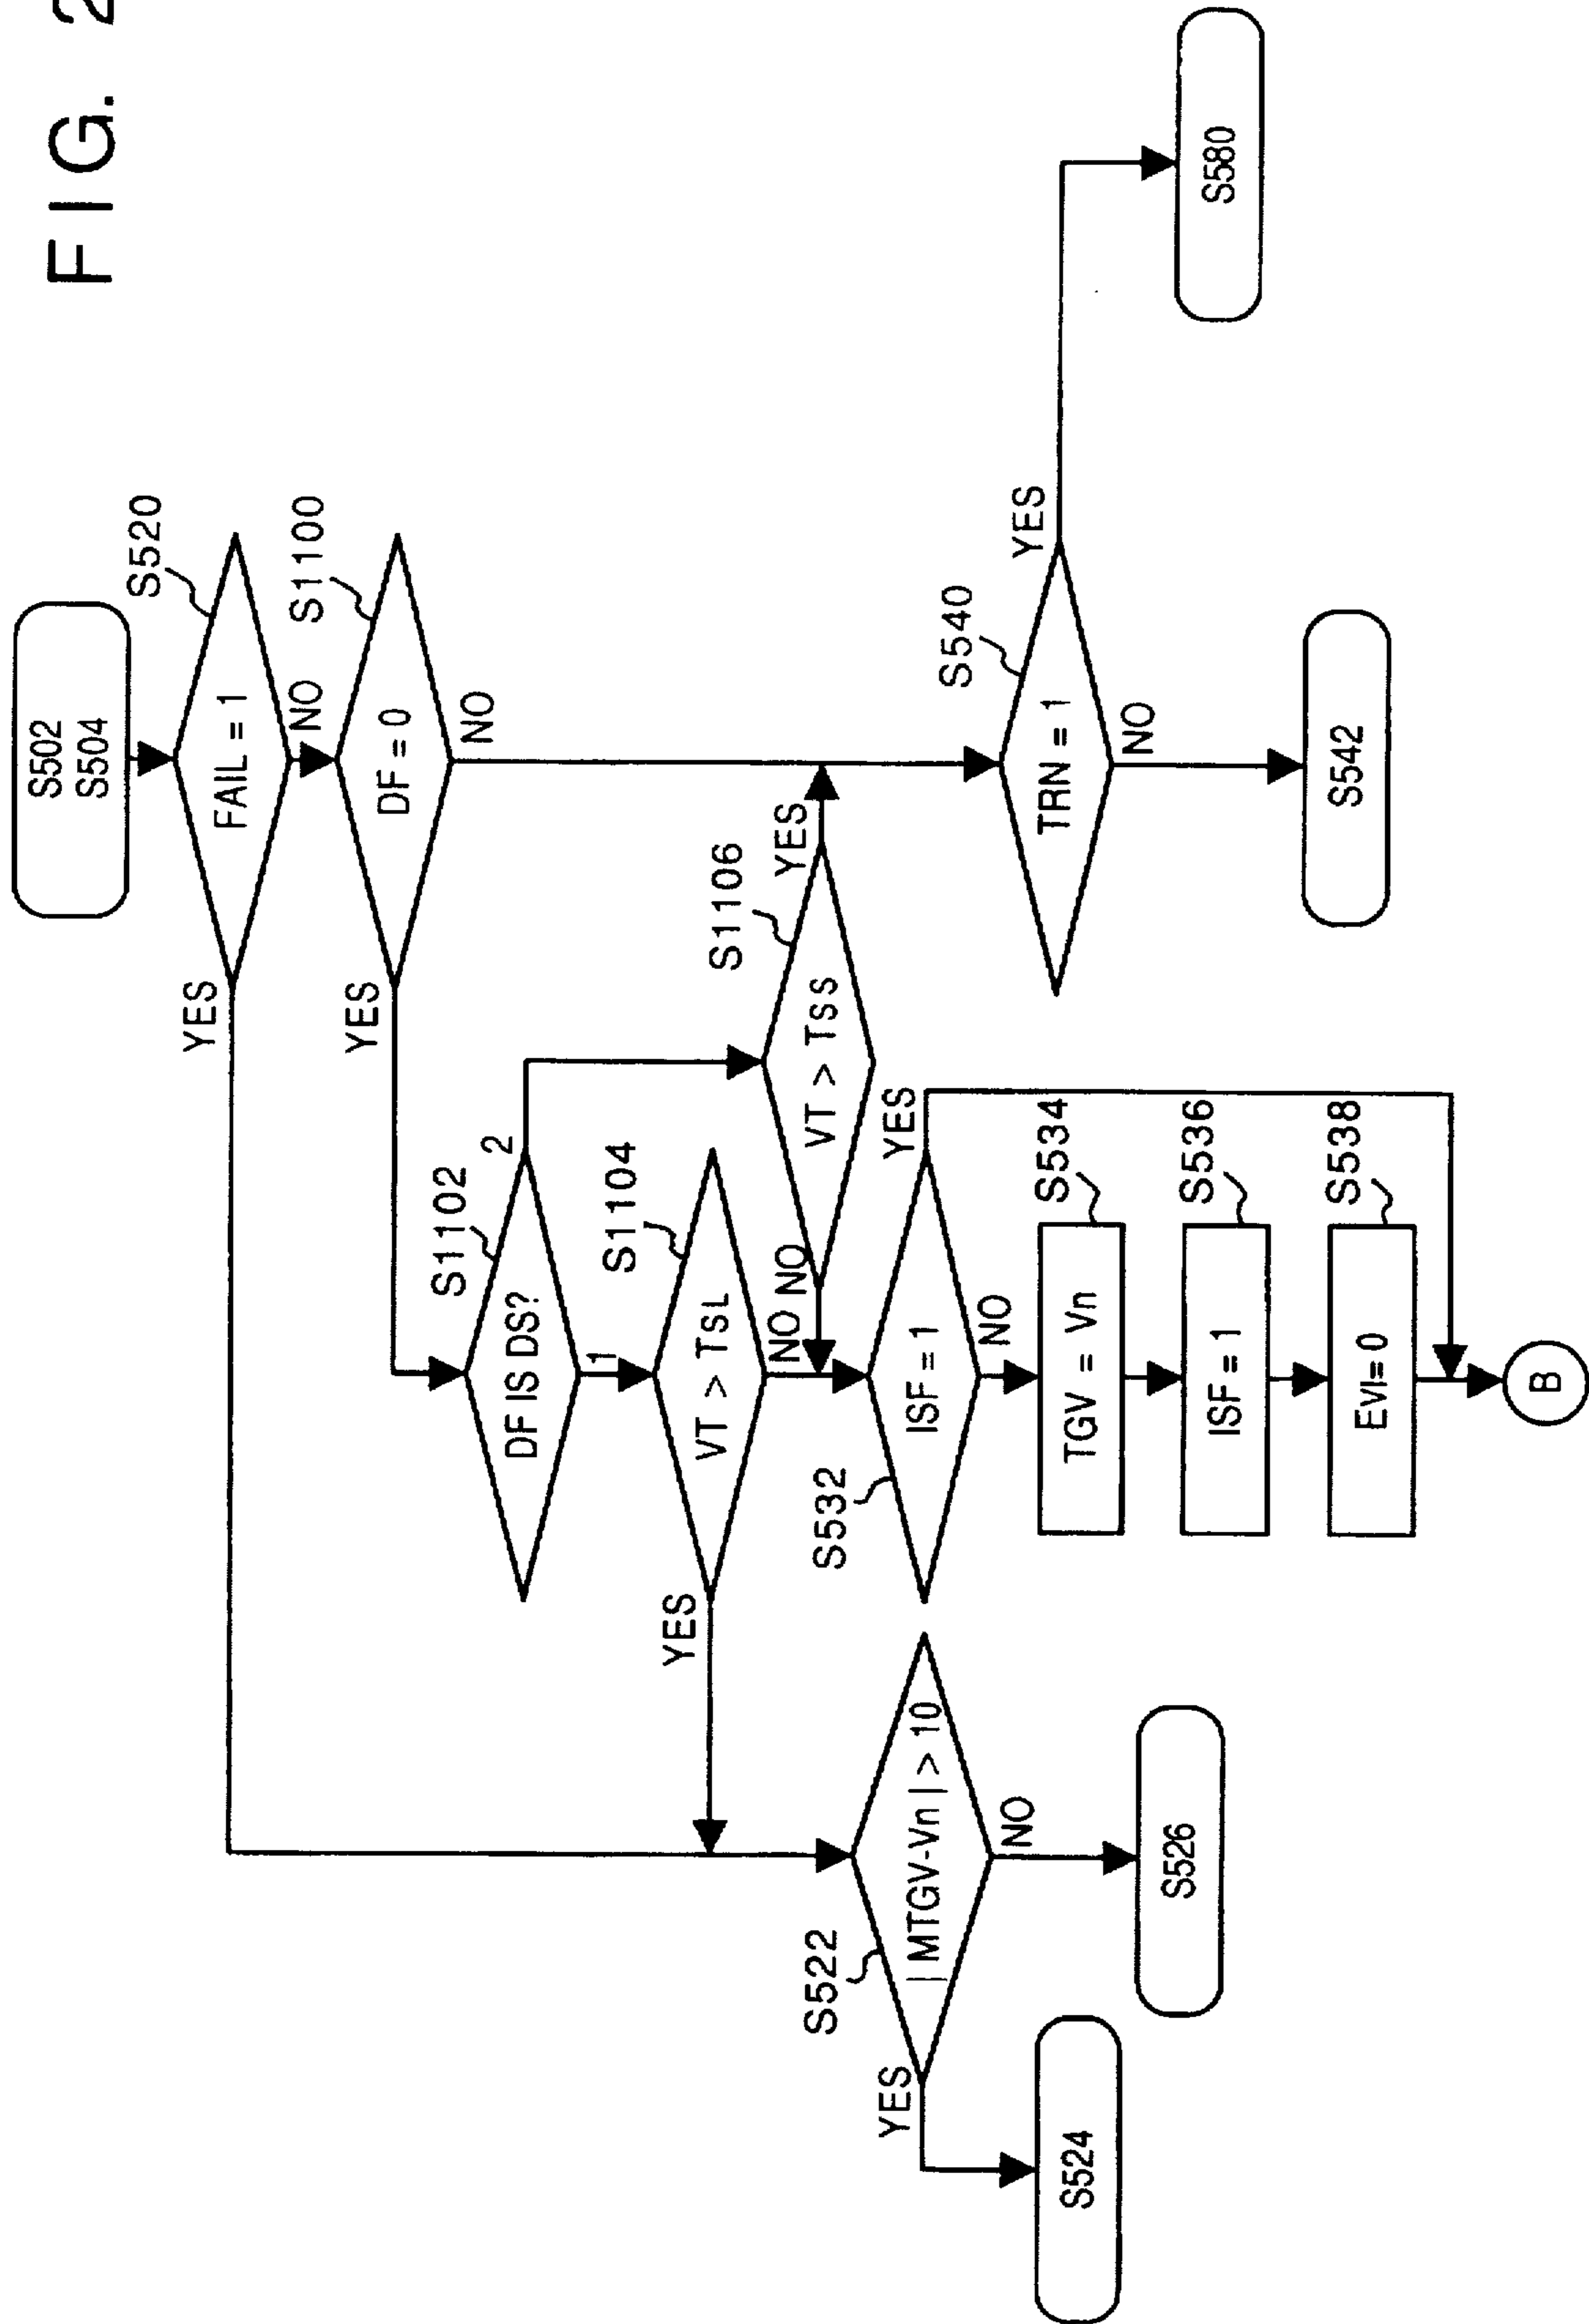 FIG. 2
S502
S504
S520
FAIL = 1
YES
NO
S1100
DF = 0
YES
NO
S1102
DF IS DS?
1
2
S1104
VT > TSL
YES
NO
S1106
VT > TSS
YES
NO
S522
|MTGV-Vn| > 10
YES
NO
S524
S526
S532
ISF = 1
YES
NO
S534
TGV = Vn
S536
ISF = 1
S538
EVI= 0
B
S540
TRN = 1
YES
NO
S542
S580